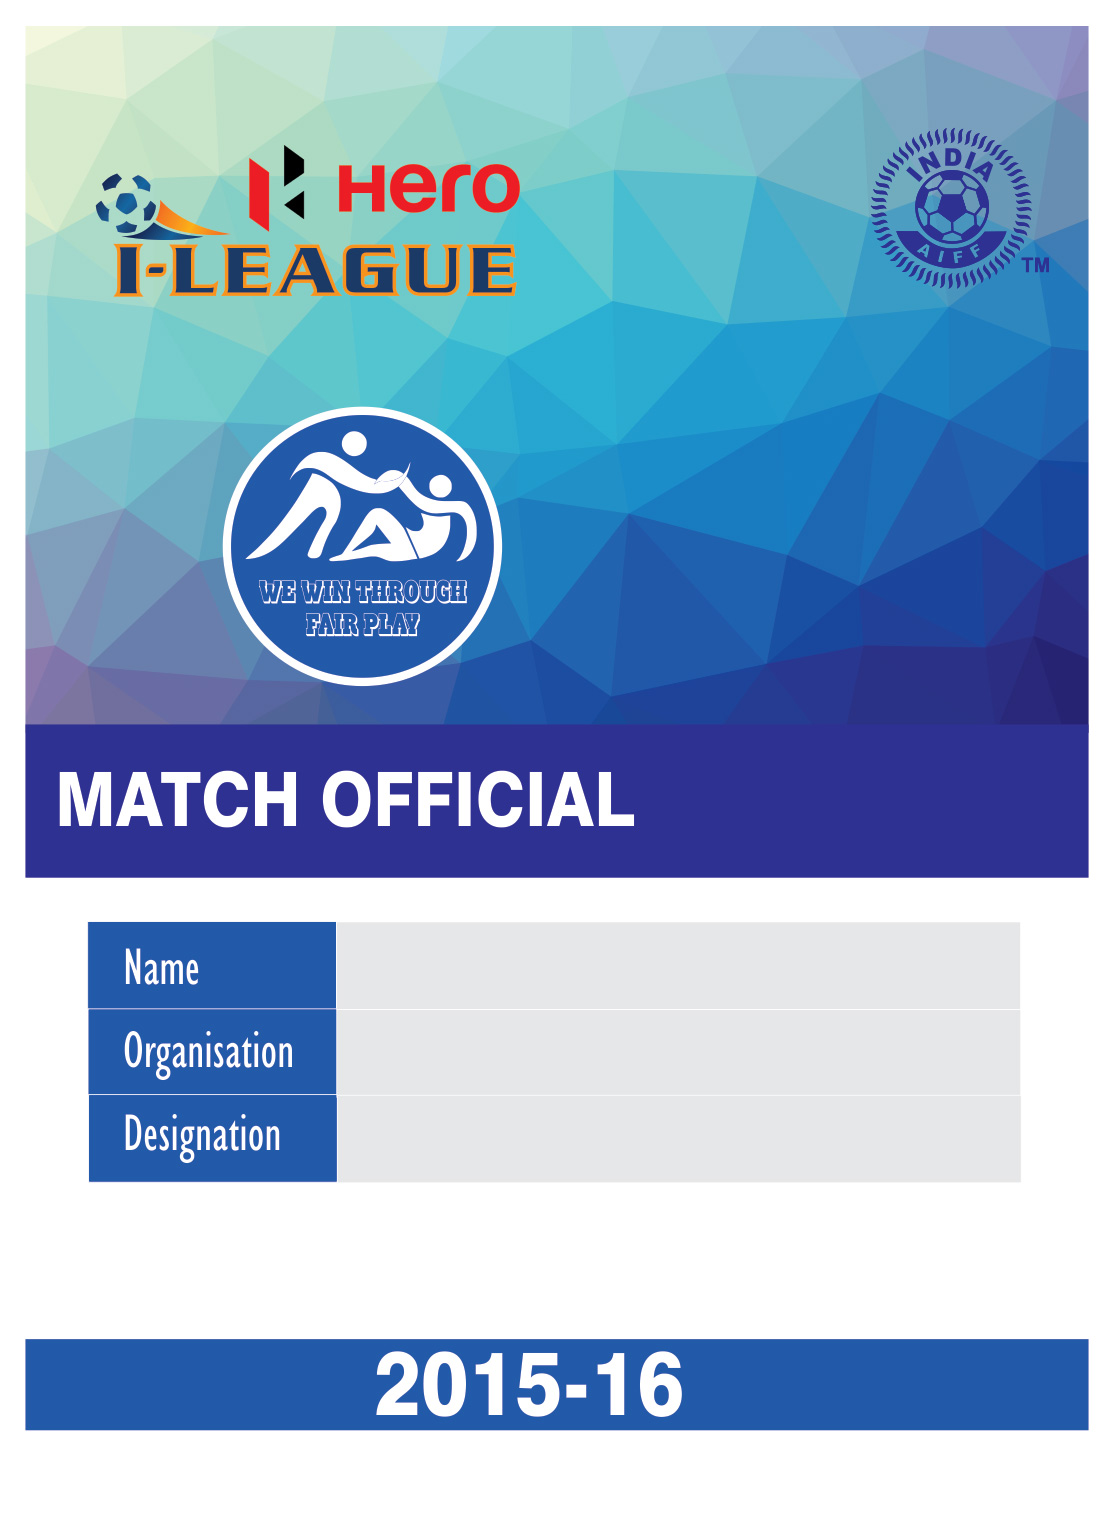 Hero
I-LEAGUE
INDIA
AIFF
TM
WE WIN THROUGH
FAIR PLAY
MATCH OFFICIAL
Name
Organisation
Designation
2015-16